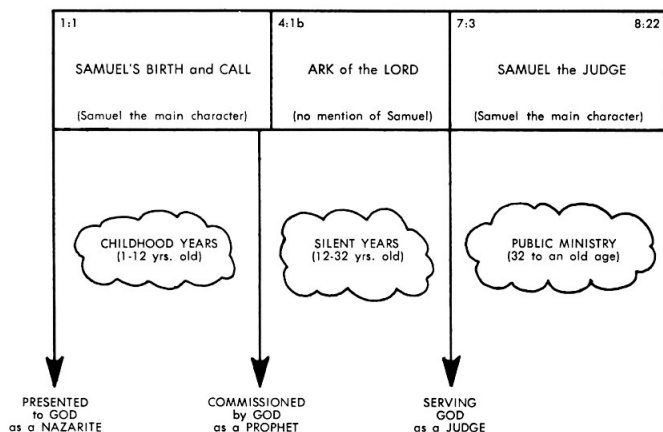 1:1
4:1b
7:3
8:22
SAMUEL'S BIRTH and CALL
ARK of the LORD
SAMUEL the JUDGE
(Samuel the main character)
(no mention of Samuel)
(Samuel the main character)
CHILDHOOD YEARS
(1-12 yrs. old)
SILENT YEARS
(12-32 yrs. old)
PUBLIC MINISTRY
(32 to an old age)
PRESENTED
to GOD
as a NAZARITE
COMMISSIONED
by GOD
as a PROPHET
SERVING
GOD
as a JUDGE